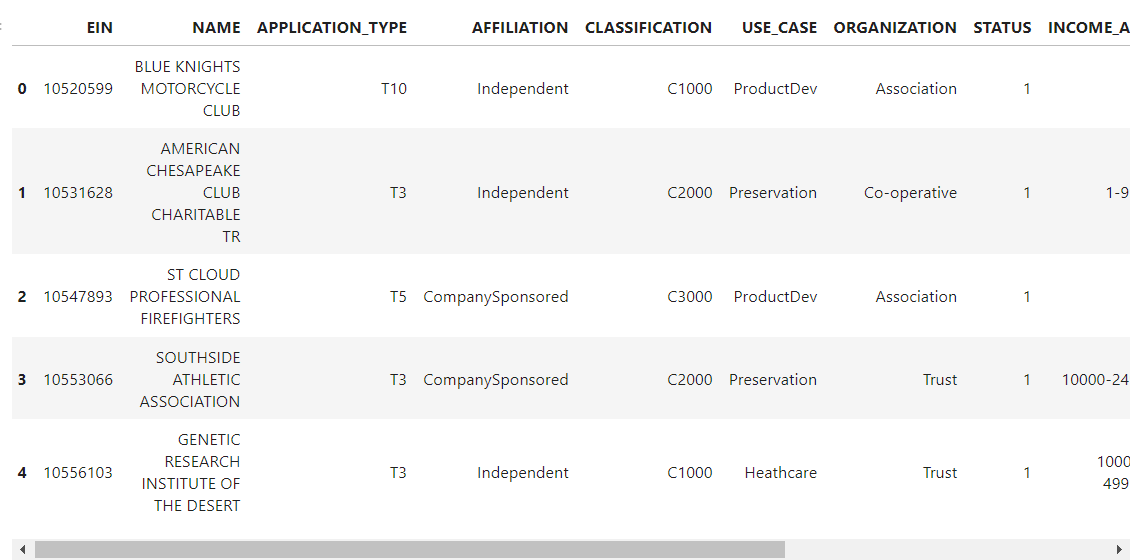 EIN NAME APPLICATION_TYPE AFFILIATION CLASSIFICATION USE_CASE ORGANIZATION STATUS INCOME_A
BLUE KNIGHTS
0 10520599 MOTORCYCLE T10 Independent C1000 ProductDev Association 1
CLUB
AMERICAN
CHESAPEAKE
1 10531628 CLUB T3 Independent C2000 Preservation Co-operative 1 1-9
CHARITABLE
TR
ST CLOUD
2 10547893 PROFESSIONAL T5 CompanySponsored C3000 ProductDev Association 1
FIREFIGHTERS
SOUTHSIDE
3 10553066 ATHLETIC T3 CompanySponsored C2000 Preservation Trust 1 10000-24
ASSOCIATION
GENETIC
RESEARCH 1000
4 10556103 T3 Independent C1000 Heathcare Trust 1
INSTITUTE OF 499
THE DESERT